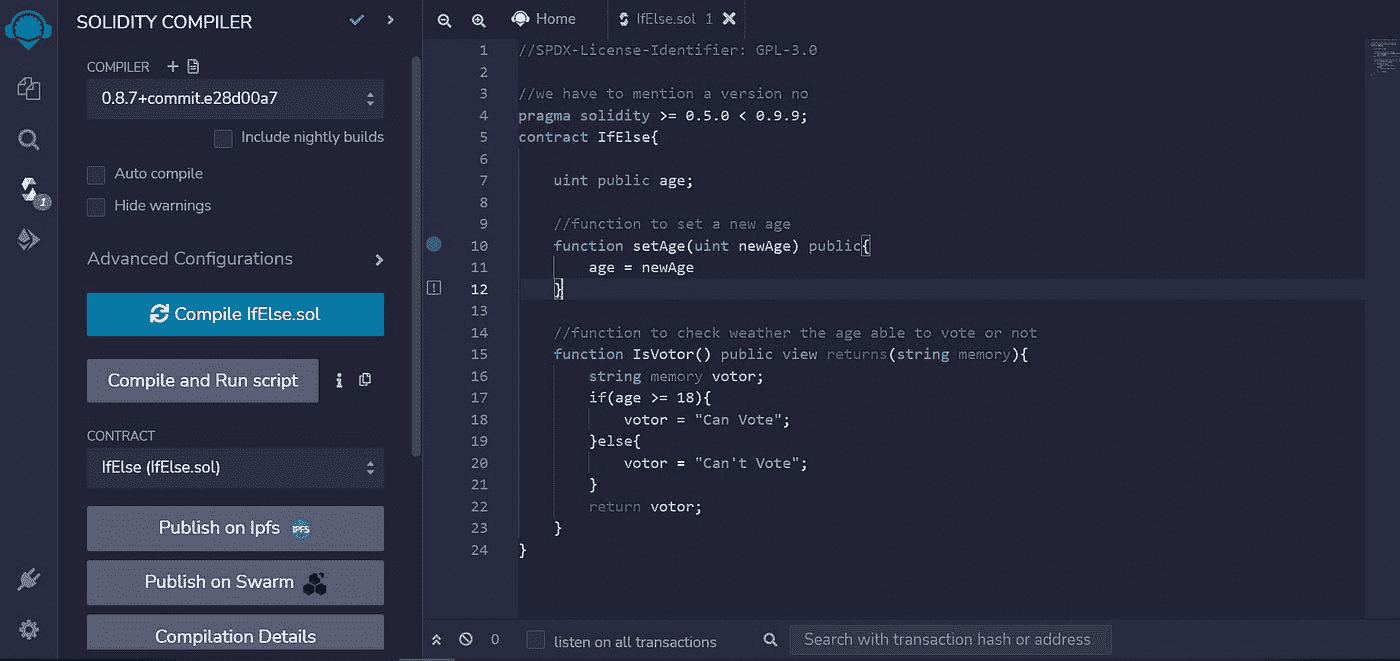 SOLIDITY COMPILER
COMPILER +
0.8.7+commit.e28d00a7
Include nightly builds
Auto compile
Hide warnings
Advanced Configurations
Compile IfElse.sol
Compile and Run script
CONTRACT
IfElse (IfElse.sol)
Publish on Ipfs IPFS
Publish on Swarm
Compilation Details
1
Home
IfElse.sol 1
1 //SPDX-License-Identifier: GPL-3.0
2
3 //we have to mention a version no
4 pragma solidity >= 0.5.0 < 0.9.9;
5 contract IfElse{
6
7 uint public age;
8
9 //function to set a new age
10 function setAge(uint newAge) public{
11 age = newAge
12 }
13
14 //function to check weather the age able to vote or not
15 function IsVotor() public view returns(string memory){
16 string memory votor;
17 if(age >= 18){
18 votor = "Can Vote";
19 }else{
20 votor = "Can't Vote";
21 }
22 return votor;
23 }
24 }
0 listen on all transactions Search with transaction hash or address